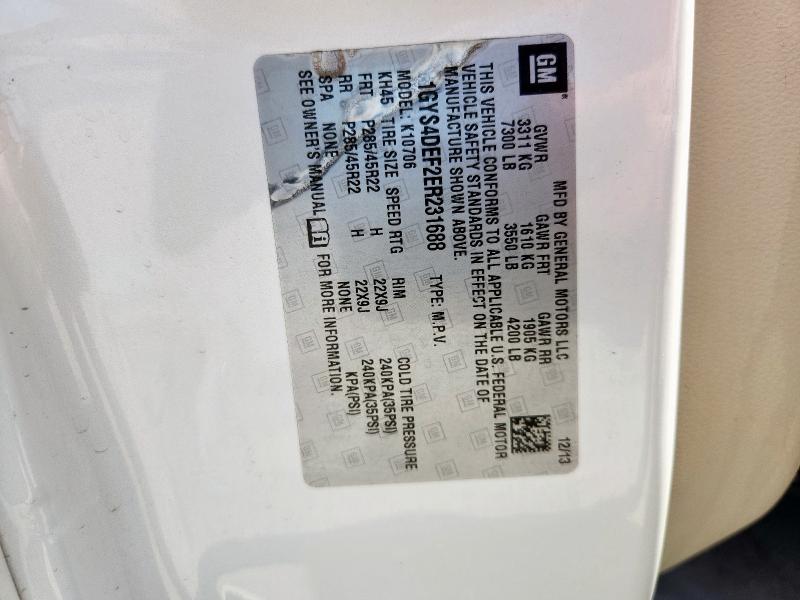 GM®
MFD BY GENERAL MOTORS LLC 12/13
GVWR GAWR FRT GAWR RR
3311 KG 1610 KG 1905 KG
7300 LB 3550 LB 4200 LB
THIS VEHICLE CONFORMS TO ALL APPLICABLE U.S. FEDERAL MOTOR
VEHICLE SAFETY STANDARDS IN EFFECT ON THE DATE OF
MANUFACTURE SHOWN ABOVE.
1GYS4DEF2ER231688 TYPE: M.P.V.
MODEL: K10706
KH45 TIRE SIZE SPEED RTG RIM COLD TIRE PRESSURE
FRT P285/45R22 H 22X9J 240KPA(35PSI)
RR P285/45R22 H 22X9J 240KPA(35PSI)
SPA NONE NONE KPA(PSI)
SEE OWNER'S MANUAL FOR MORE INFORMATION.